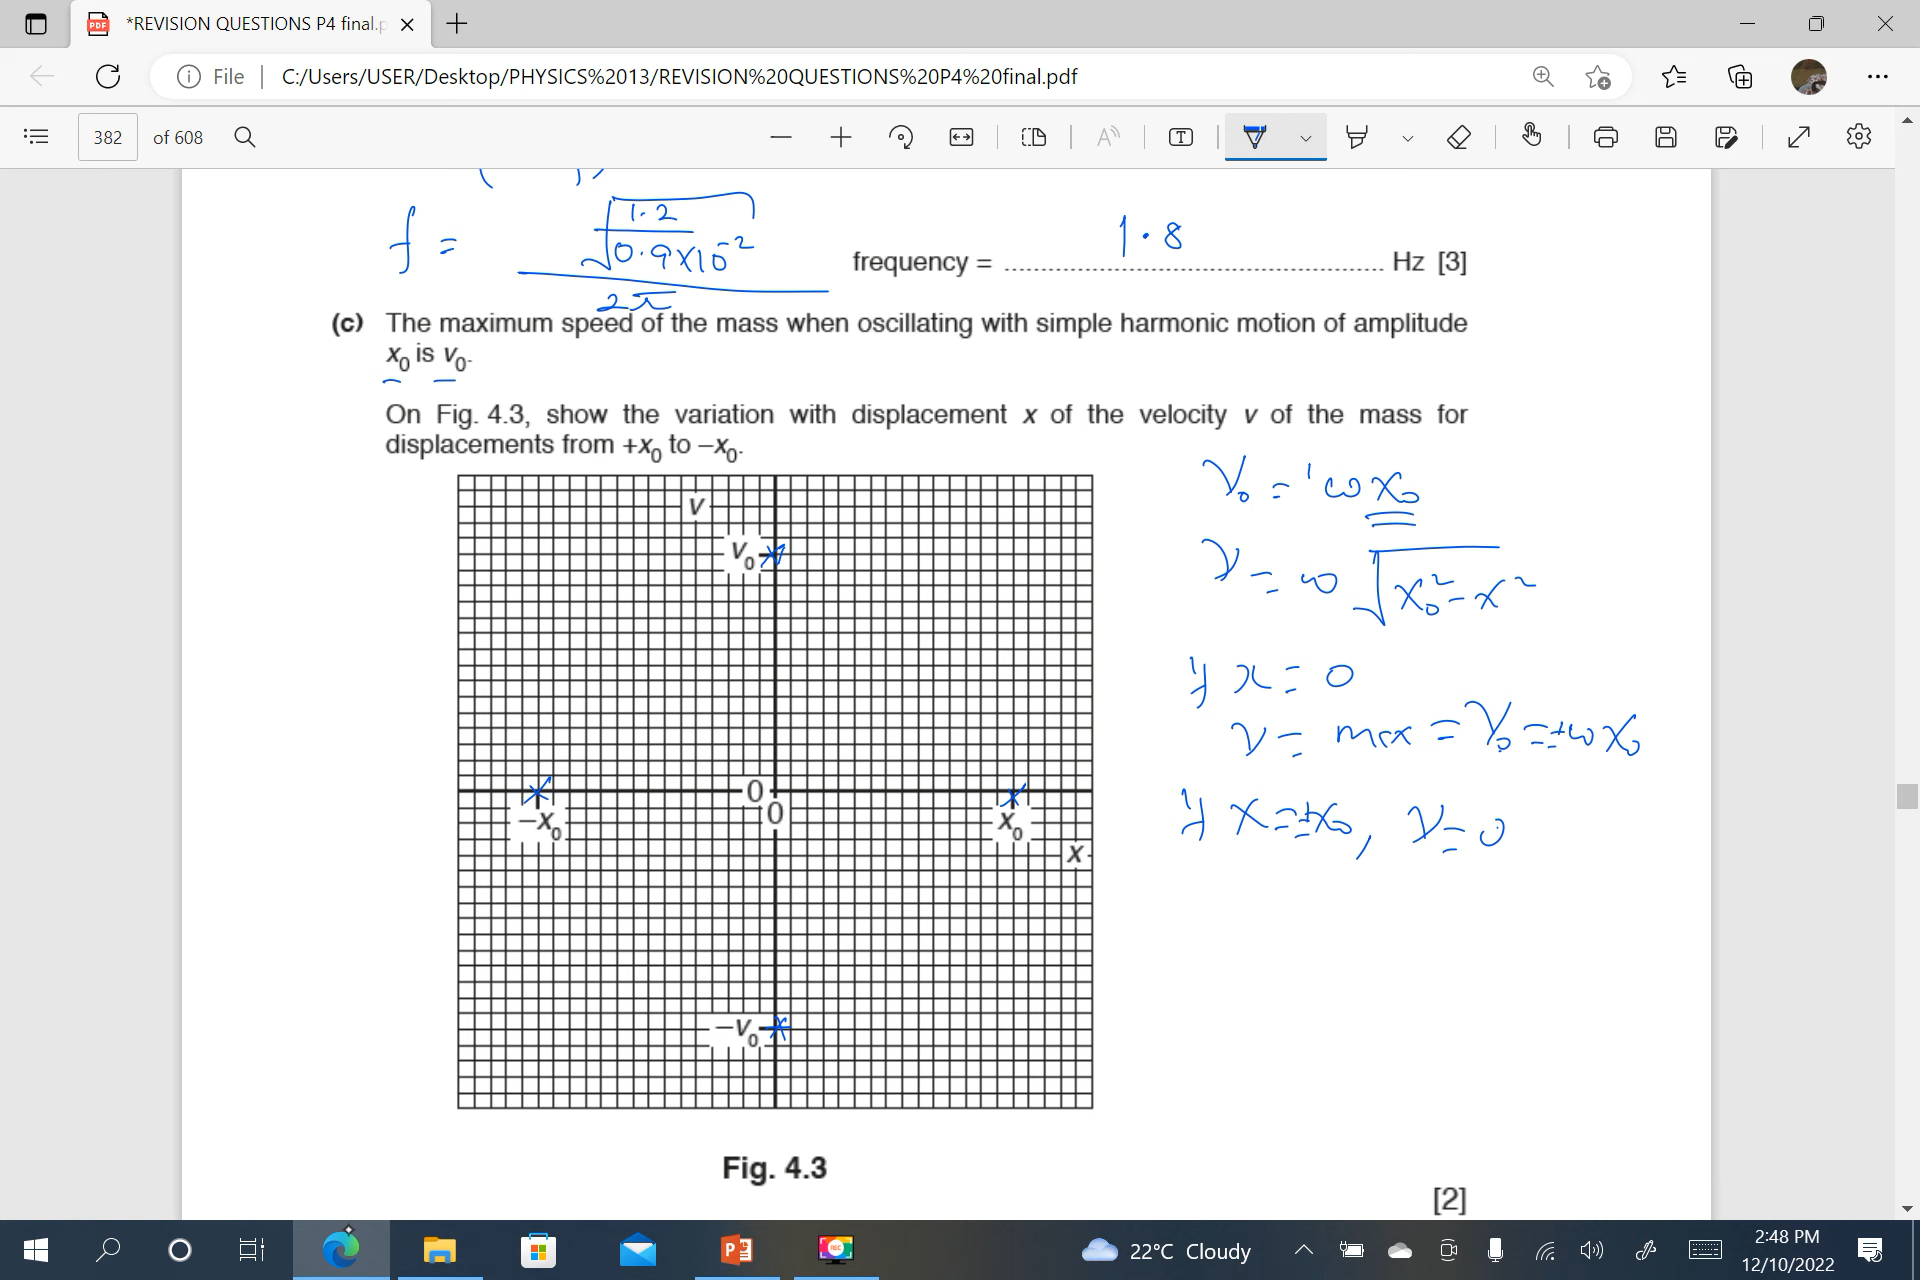 *REVISION QUESTIONS P4 final.p
File
C:/Users/USER/Desktop/PHYSICS%2013/REVISION%20QUESTIONS%20P4%20final.pdf
382 of 608
f = √(1.2 / 0.9×10⁻²) / 2π
1.8
frequency = ........................................................ Hz [3]
(c) The maximum speed of the mass when oscillating with simple harmonic motion of amplitude
x₀ is v₀.
On Fig. 4.3, show the variation with displacement x of the velocity v of the mass for
displacements from +x₀ to –x₀.
v
v₀
0
0
–x₀
x₀
x
–v₀
V₀ = ωx₀
V = ω√(x₀² – x²)
if x = 0
V = max = V₀ = ±ωx₀
if x = ±x₀, V = 0
Fig. 4.3
[2]
22°C Cloudy
2:48 PM
12/10/2022